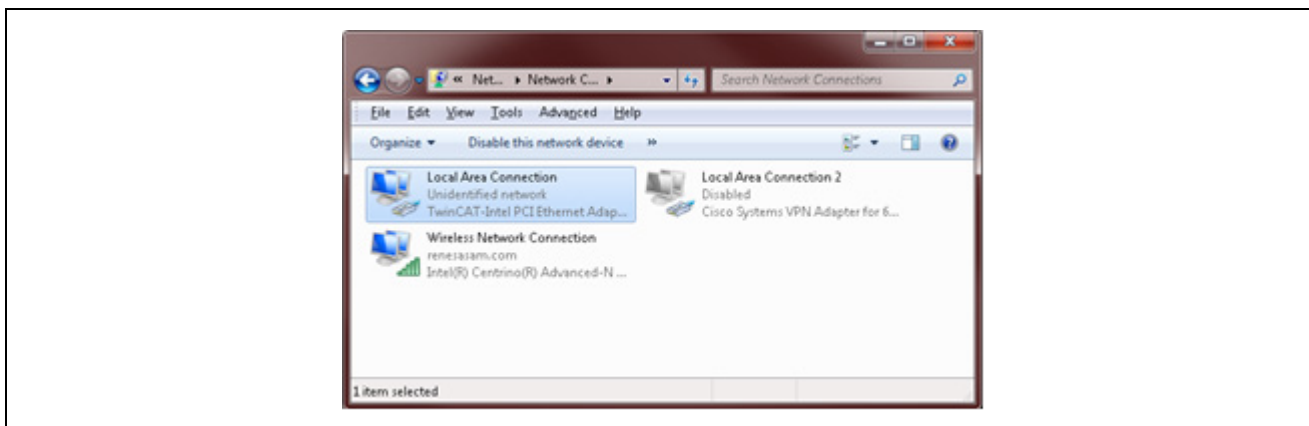 « Net... ▸ Network C... ▸
Search Network Connections
File Edit View Tools Advanced Help
Organize ▾ Disable this network device »
Local Area Connection
Unidentified network
TwinCAT-Intel PCI Ethernet Adap...
Local Area Connection 2
Disabled
Cisco Systems VPN Adapter for 6...
Wireless Network Connection
renesasam.com
Intel(R) Centrino(R) Advanced-N ...
1 item selected